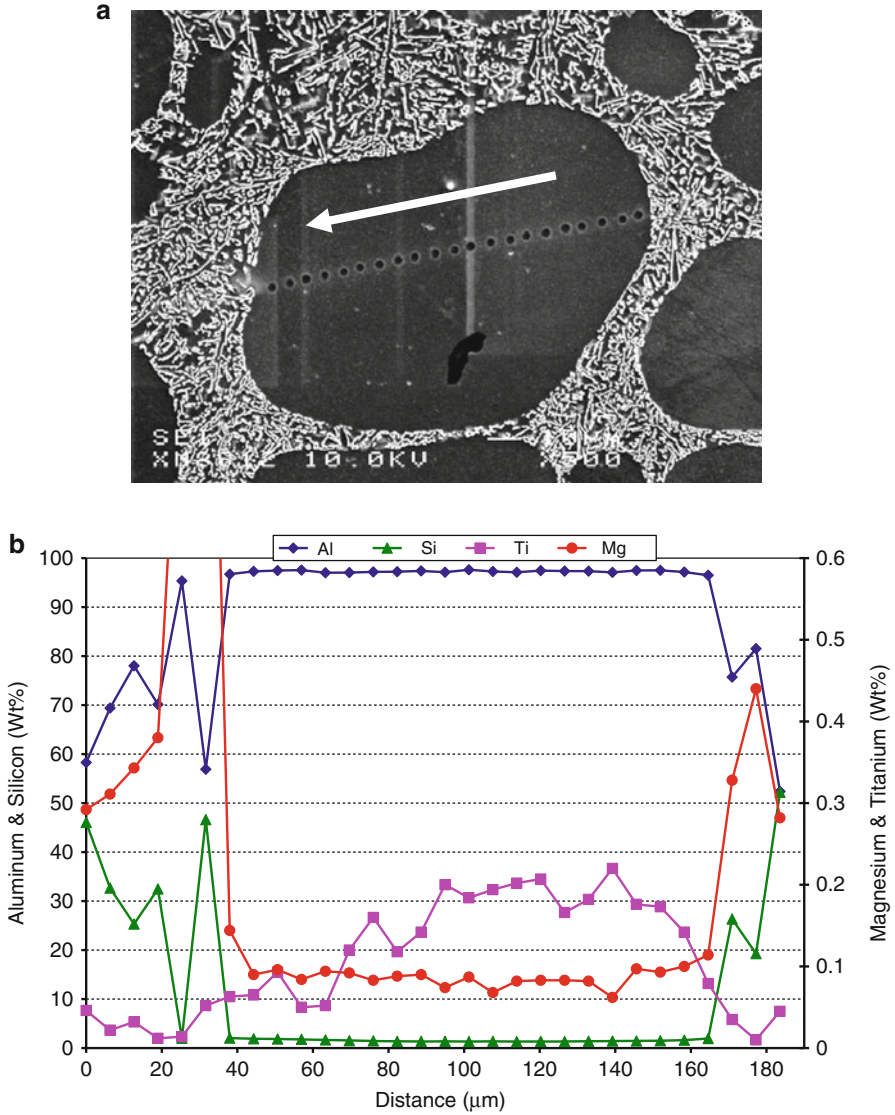 a
10.0KV
b
Al Si Ti Mg
100
90
80
70
60
50
40
30
20
10
0
0.6
0.5
0.4
0.3
0.2
0.1
0
Aluminum & Silicon (Wt%)
Magnesium & Titanium (Wt%)
0 20 40 60 80 100 120 140 160 180
Distance (μm)